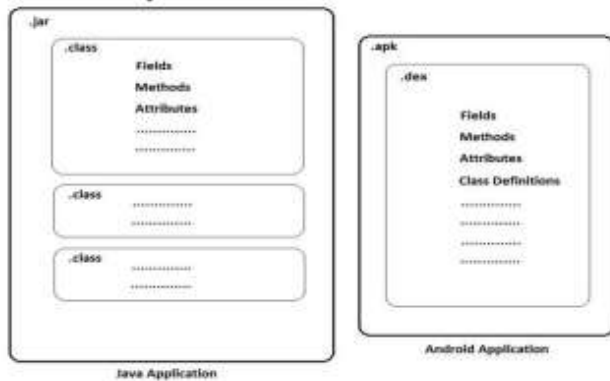 .jar
.class
Fields
Methods
Attributes
..............
..............
.class
..............
..............
.class
..............
..............
Java Application
.apk
.dex
Fields
Methods
Attributes
Class Definitions
..............
..............
..............
..............
Android Application